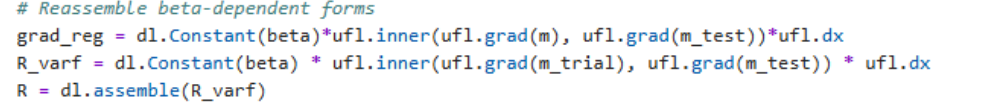 # Reassemble beta-dependent forms
grad_reg = dl.Constant(beta)*ufl.inner(ufl.grad(m), ufl.grad(m_test))*ufl.dx
R_varf = dl.Constant(beta) * ufl.inner(ufl.grad(m_trial), ufl.grad(m_test)) * ufl.dx
R = dl.assemble(R_varf)